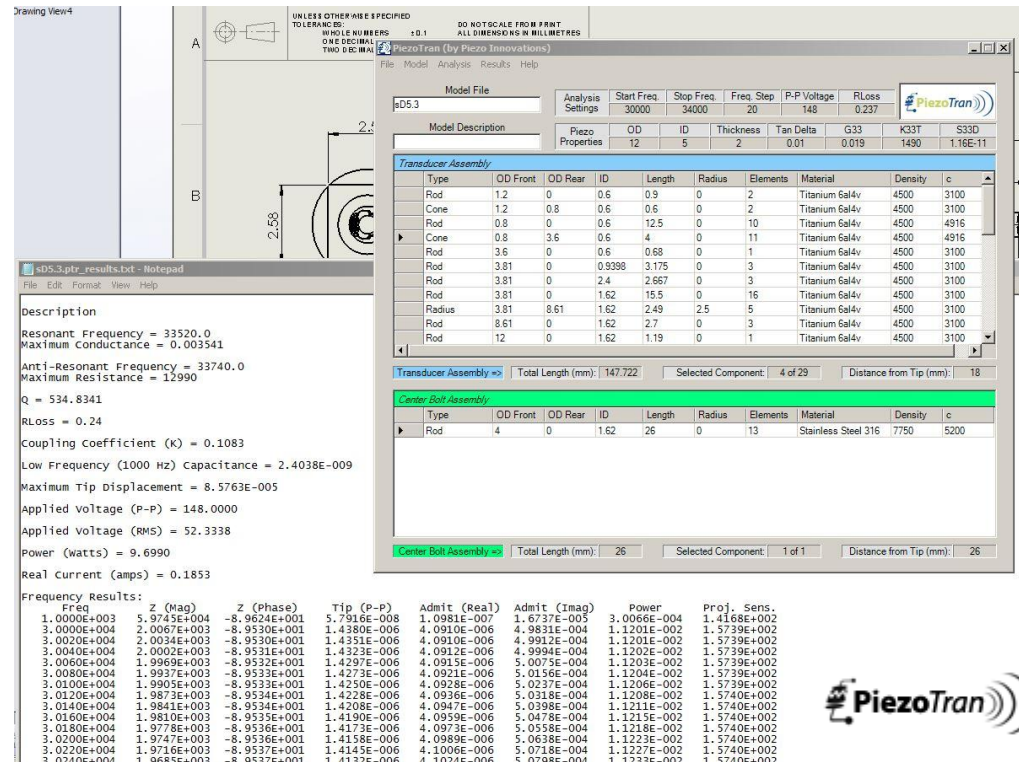 Drawing View4
UNLESS OTHERWISE SPECIFIED
TOLERANCES:
WHOLE NUMBERS ±0.1
ONE DECIMAL
TWO DECIMAL
DO NOT SCALE FROM PRINT
ALL DIMENSIONS IN MILLIMETRES
A
B
2.58
PiezoTran (by Piezo Innovations)
File Model Analysis Results Help
Model File
sD5.3
Model Description
Analysis Settings Start Freq. Stop Freq. Freq. Step P-P Voltage RLoss
30000 34000 20 148 0.237
PiezoTran
Piezo Properties OD ID Thickness Tan Delta G33 K33T S33D
12 5 2 0.01 0.019 1490 1.16E-11
Transducer Assembly
Type OD Front OD Rear ID Length Radius Elements Material Density c
Rod 1.2 0 0.6 0.9 0 2 Titanium 6al4v 4500 3100
Cone 1.2 0.8 0.6 0.6 0 2 Titanium 6al4v 4500 3100
Rod 0.8 0 0.6 12.5 0 10 Titanium 6al4v 4500 4916
Cone 0.8 3.6 0.6 4 0 11 Titanium 6al4v 4500 4916
Rod 3.6 0 0.6 0.68 0 1 Titanium 6al4v 4500 3100
Rod 3.81 0 0.9398 3.175 0 3 Titanium 6al4v 4500 3100
Rod 3.81 0 2.4 2.667 0 3 Titanium 6al4v 4500 3100
Rod 3.81 0 1.62 15.5 0 16 Titanium 6al4v 4500 3100
Radius 3.81 8.61 1.62 2.49 2.5 5 Titanium 6al4v 4500 3100
Rod 8.61 0 1.62 2.7 0 3 Titanium 6al4v 4500 3100
Rod 12 0 1.62 1.19 0 1 Titanium 6al4v 4500 3100
Transducer Assembly => Total Length (mm): 147.722 Selected Component: 4 of 29 Distance from Tip (mm): 18
Center Bolt Assembly
Type OD Front OD Rear ID Length Radius Elements Material Density c
Rod 4 0 1.62 26 0 13 Stainless Steel 316 7750 5200
Center Bolt Assembly => Total Length (mm): 26 Selected Component: 1 of 1 Distance from Tip (mm): 26
sD5.3.ptr_results.txt - Notepad
File Edit Format View Help
Description
Resonant Frequency = 33520.0
Maximum Conductance = 0.003541
Anti-Resonant Frequency = 33740.0
Maximum Resistance = 12990
Q = 534.8341
RLoss = 0.24
Coupling Coefficient (K) = 0.1083
Low Frequency (1000 Hz) Capacitance = 2.4038E-009
Maximum Tip Displacement = 8.5763E-005
Applied Voltage (P-P) = 148.0000
Applied Voltage (RMS) = 52.3338
Power (Watts) = 9.6990
Real Current (amps) = 0.1853
Frequency Results:
Freq Z (Mag) Z (Phase) Tip (P-P) Admit (Real) Admit (Imag) Power Proj. Sens.
1.0000E+003 5.9745E+004 -8.9624E+001 5.7916E-008 1.0981E-007 1.6737E-005 3.0066E-004 1.4168E+002
3.0000E+004 2.0067E+003 -8.9530E+001 1.4380E-006 4.0910E-006 4.9831E-004 1.1201E-002 1.5739E+002
3.0020E+004 2.0034E+003 -8.9530E+001 1.4351E-006 4.0910E-006 4.9912E-004 1.1201E-002 1.5739E+002
3.0040E+004 2.0002E+003 -8.9531E+001 1.4323E-006 4.0912E-006 4.9994E-004 1.1202E-002 1.5739E+002
3.0060E+004 1.9969E+003 -8.9532E+001 1.4297E-006 4.0915E-006 5.0075E-004 1.1203E-002 1.5739E+002
3.0080E+004 1.9937E+003 -8.9533E+001 1.4273E-006 4.0921E-006 5.0156E-004 1.1204E-002 1.5739E+002
3.0100E+004 1.9905E+003 -8.9533E+001 1.4250E-006 4.0928E-006 5.0237E-004 1.1206E-002 1.5739E+002
3.0120E+004 1.9873E+003 -8.9534E+001 1.4228E-006 4.0936E-006 5.0318E-004 1.1208E-002 1.5740E+002
3.0140E+004 1.9841E+003 -8.9534E+001 1.4208E-006 4.0947E-006 5.0398E-004 1.1211E-002 1.5740E+002
3.0160E+004 1.9810E+003 -8.9535E+001 1.4190E-006 4.0959E-006 5.0478E-004 1.1215E-002 1.5740E+002
3.0180E+004 1.9778E+003 -8.9536E+001 1.4173E-006 4.0973E-006 5.0558E-004 1.1218E-002 1.5740E+002
3.0200E+004 1.9747E+003 -8.9536E+001 1.4158E-006 4.0989E-006 5.0638E-004 1.1223E-002 1.5740E+002
3.0220E+004 1.9716E+003 -8.9537E+001 1.4145E-006 4.1006E-006 5.0718E-004 1.1227E-002 1.5740E+002
3.0240E+004 1.9685E+003 -8.9537E+001 1.4132E-006 4.1024E-006 5.0798E-004 1.1233E-002 1.5740E+002
PiezoTran